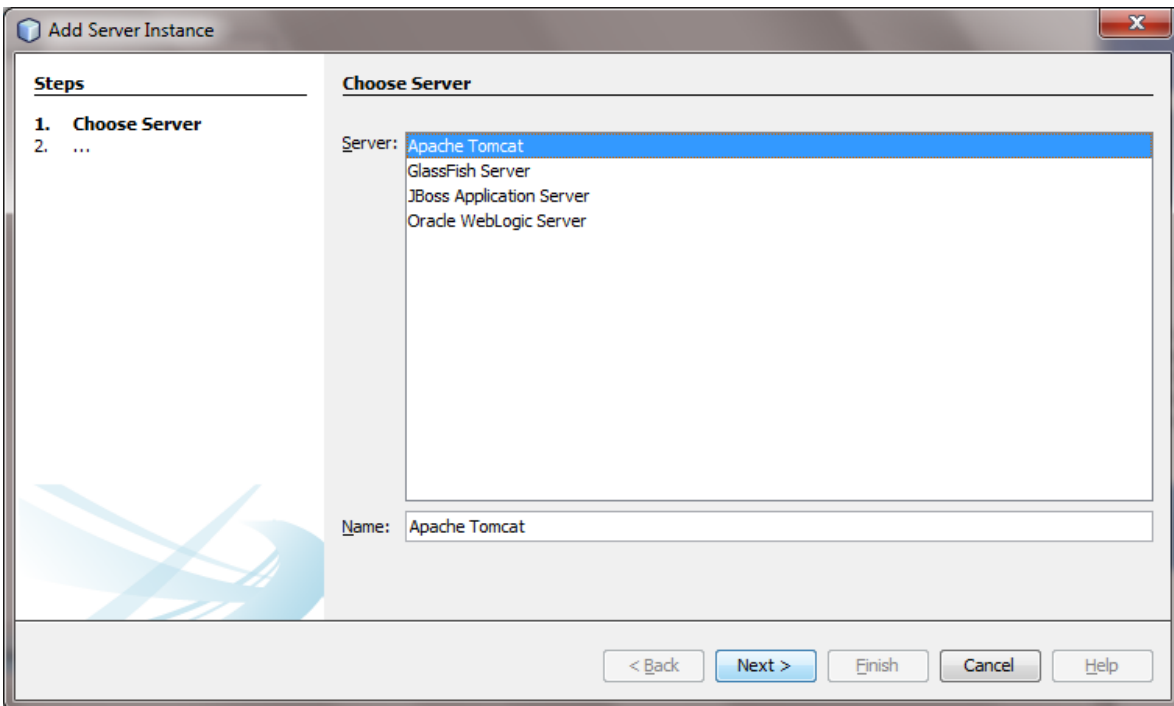 Add Server Instance
Steps
1. Choose Server
2. ...
Choose Server
Server:
Apache Tomcat
GlassFish Server
JBoss Application Server
Oracle WebLogic Server
Name: Apache Tomcat
< Back Next > Finish Cancel Help